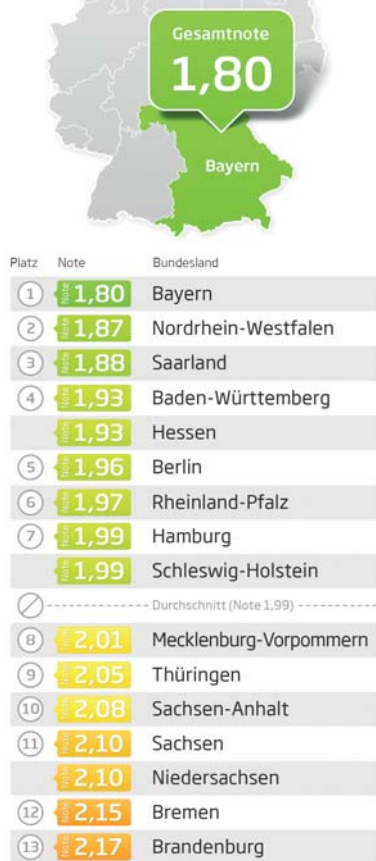 Gesamtnote
1,80
Bayern
Platz Note Bundesland
1 Note 1,80 Bayern
2 Note 1,87 Nordrhein-Westfalen
3 Note 1,88 Saarland
4 Note 1,93 Baden-Württemberg
Note 1,93 Hessen
5 Note 1,96 Berlin
6 Note 1,97 Rheinland-Pfalz
7 Note 1,99 Hamburg
Note 1,99 Schleswig-Holstein
Durchschnitt (Note 1,99)
8 Note 2,01 Mecklenburg-Vorpommern
9 Note 2,05 Thüringen
10 Note 2,08 Sachsen-Anhalt
11 Note 2,10 Sachsen
Note 2,10 Niedersachsen
12 Note 2,15 Bremen
13 Note 2,17 Brandenburg